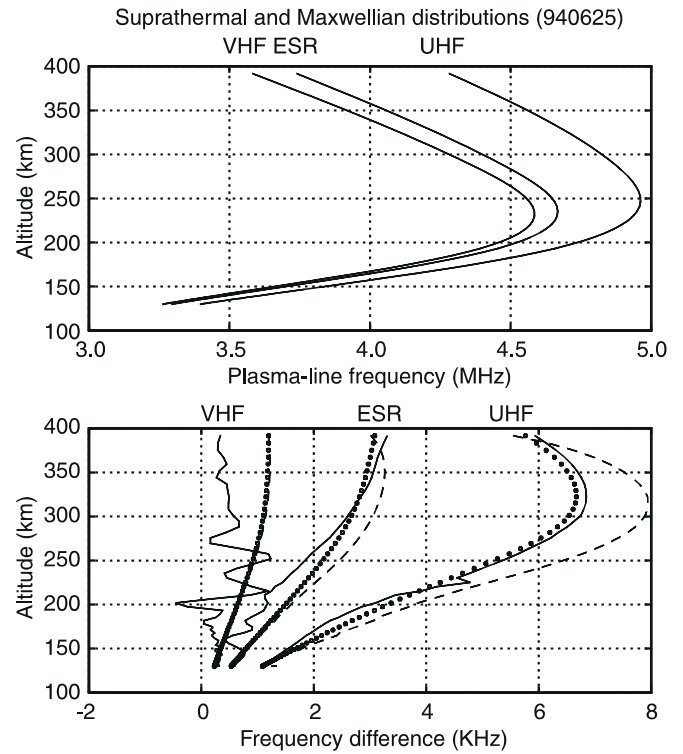 Suprathermal and Maxwellian distributions (940625)
VHF ESR UHF
400
350
300
250
200
150
100
Altitude (km)
3.0 3.5 4.0 4.5 5.0
Plasma-line frequency (MHz)
VHF ESR UHF
400
350
300
250
200
150
100
Altitude (km)
-2 0 2 4 6 8
Frequency difference (KHz)